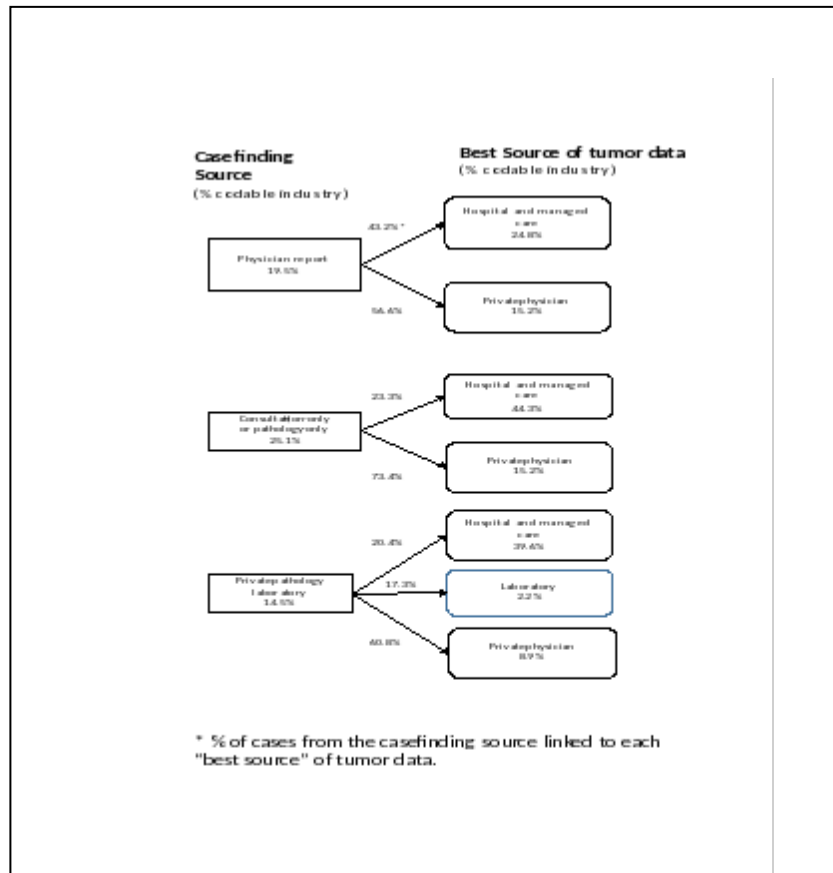 Casefinding
Source
(% codable industry)
Best Source of tumor data
(% codable industry)
Hospital and managed
care
24.8%
43.2% *
Physician report
19.5%
56.6%
Private physician
15.2%
Hospital and managed
care
44.3%
23.3%
Consultation-only
or pathology only
25.1%
73.4%
Private physician
15.2%
Hospital and managed
care
39.6%
20.4%
Private pathology
laboratory
14.5%
17.3%
Laboratory
2.2%
60.8%
Private physician
8.9%
* % of cases from the casefinding source linked to each
"best source" of tumor data.